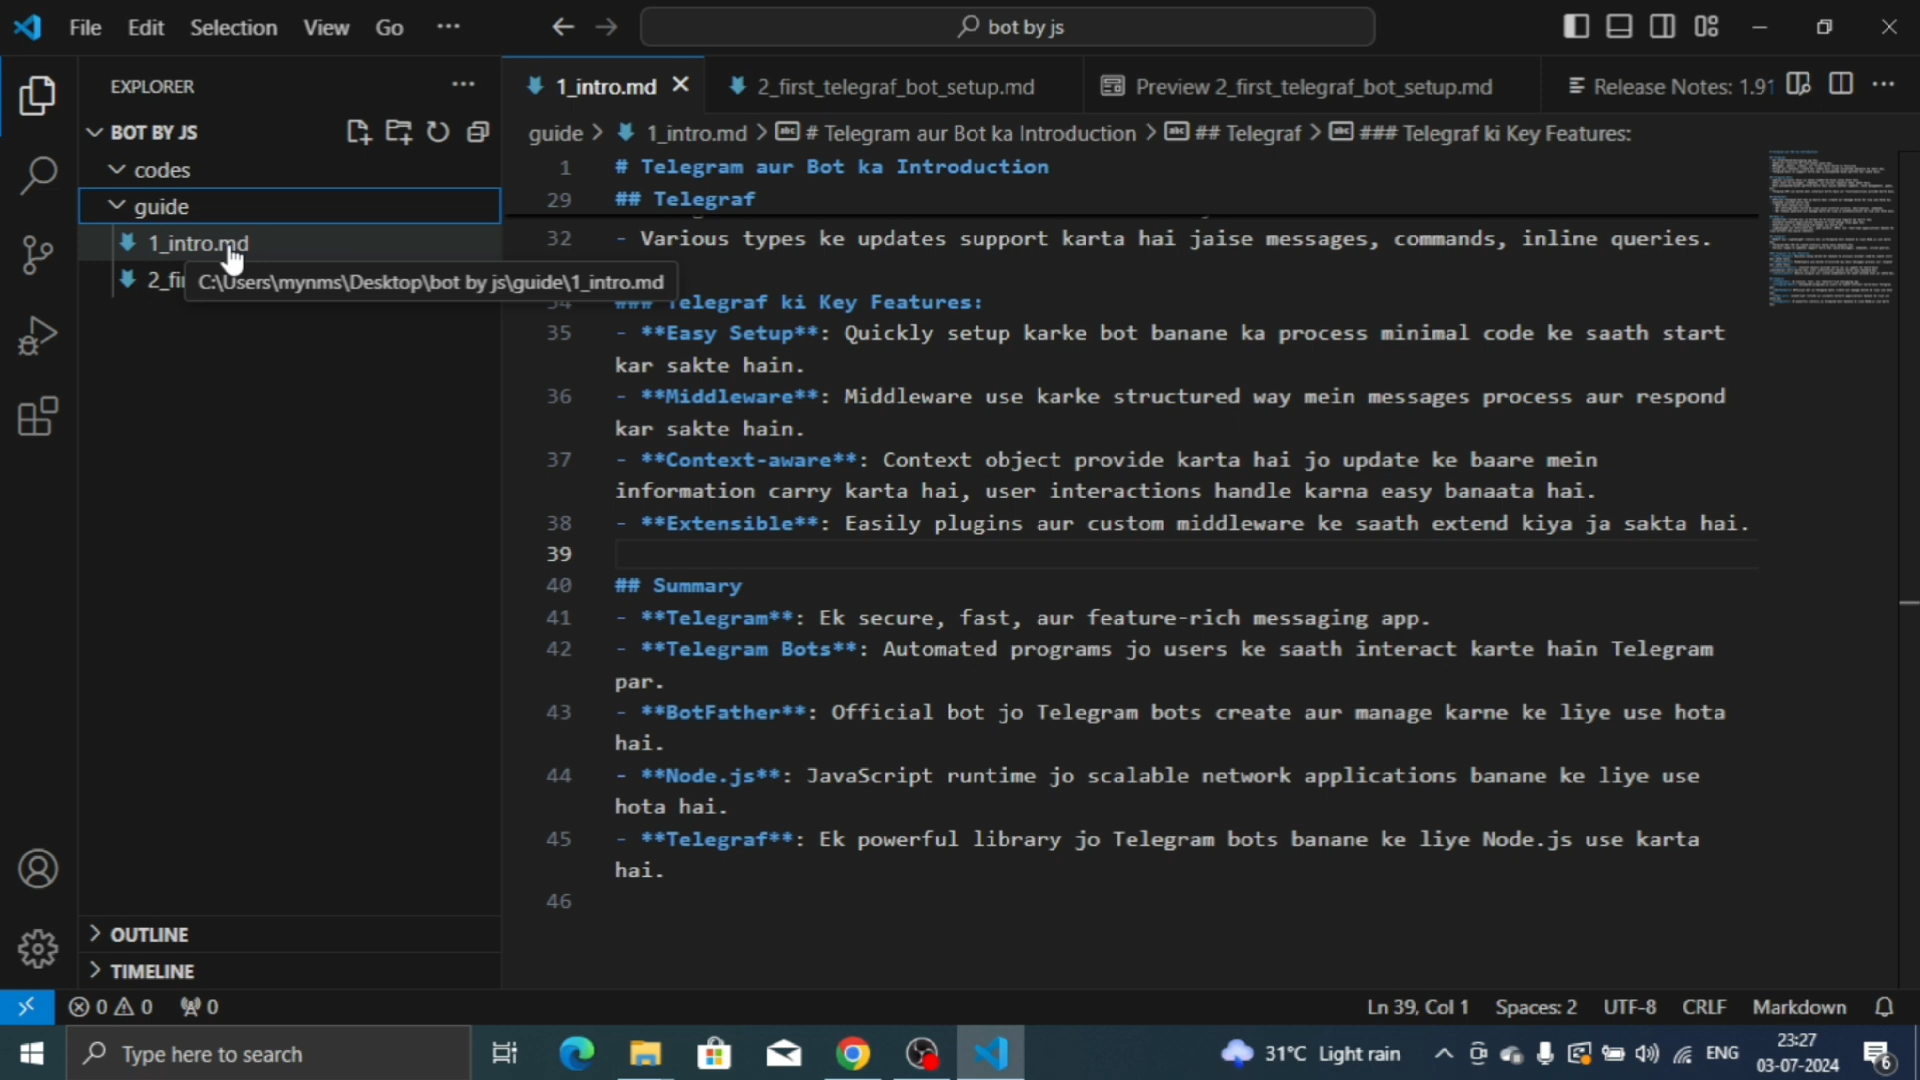 File Edit Selection View Go ··· bot by js
EXPLORER ···
BOT BY JS
codes
guide
1_intro.md
2_fi
C:\Users\mynms\Desktop\bot by js\guide\1_intro.md
OUTLINE
TIMELINE
1_intro.md 2_first_telegraf_bot_setup.md Preview 2_first_telegraf_bot_setup.md Release Notes: 1.91 ···
guide > 1_intro.md > # Telegram aur Bot ka Introduction > ## Telegraf > ### Telegraf ki Key Features:
1 # Telegram aur Bot ka Introduction
29 ## Telegraf
32 - Various types ke updates support karta hai jaise messages, commands, inline queries.
34 ### Telegraf ki Key Features:
35 - **Easy Setup**: Quickly setup karke bot banane ka process minimal code ke saath start
kar sakte hain.
36 - **Middleware**: Middleware use karke structured way mein messages process aur respond
kar sakte hain.
37 - **Context-aware**: Context object provide karta hai jo update ke baare mein
information carry karta hai, user interactions handle karna easy banaata hai.
38 - **Extensible**: Easily plugins aur custom middleware ke saath extend kiya ja sakta hai.
39
40 ## Summary
41 - **Telegram**: Ek secure, fast, aur feature-rich messaging app.
42 - **Telegram Bots**: Automated programs jo users ke saath interact karte hain Telegram
par.
43 - **BotFather**: Official bot jo Telegram bots create aur manage karne ke liye use hota
hai.
44 - **Node.js**: JavaScript runtime jo scalable network applications banane ke liye use
hota hai.
45 - **Telegraf**: Ek powerful library jo Telegram bots banane ke liye Node.js use karta
hai.
46
0 0 0 Ln 39, Col 1 Spaces: 2 UTF-8 CRLF Markdown
Type here to search 31°C Light rain ENG 23:27
03-07-2024 6